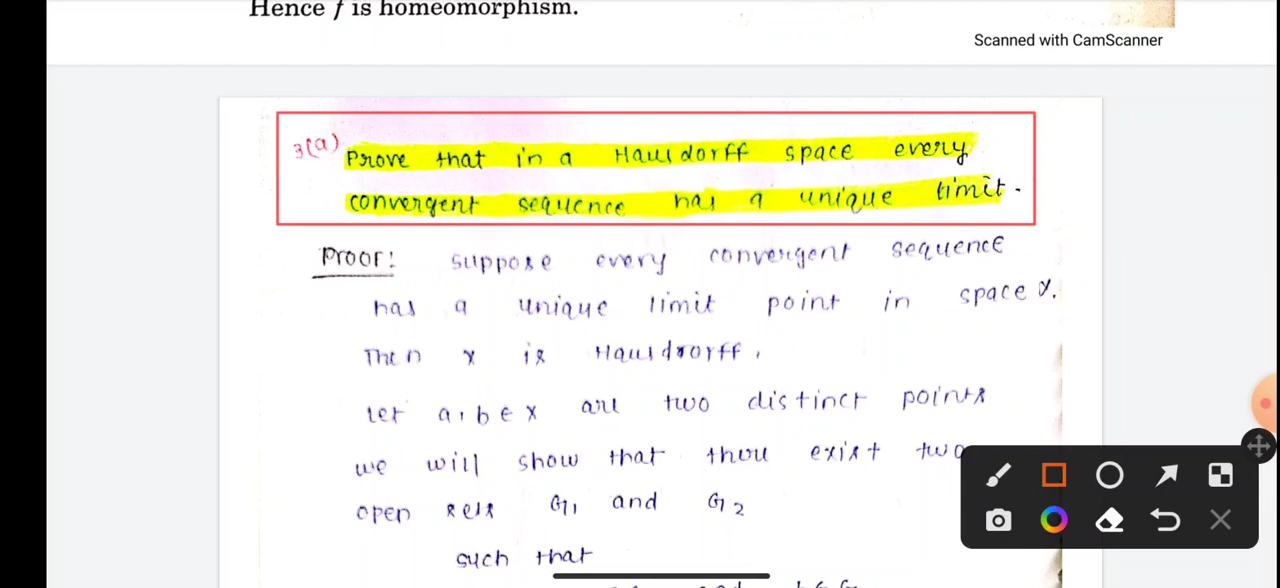 Hence f is homeomorphism.
Scanned with CamScanner
3(a) Prove that in a Hausdorff space every
convergent sequence has a unique limit.
Proof: suppose every convergent sequence
has a unique limit point in space X.
Then X is Hausdrorff.
Let a, b ∈ X are two distinct points
we will show that there exist two
open sets G1 and G2
such that